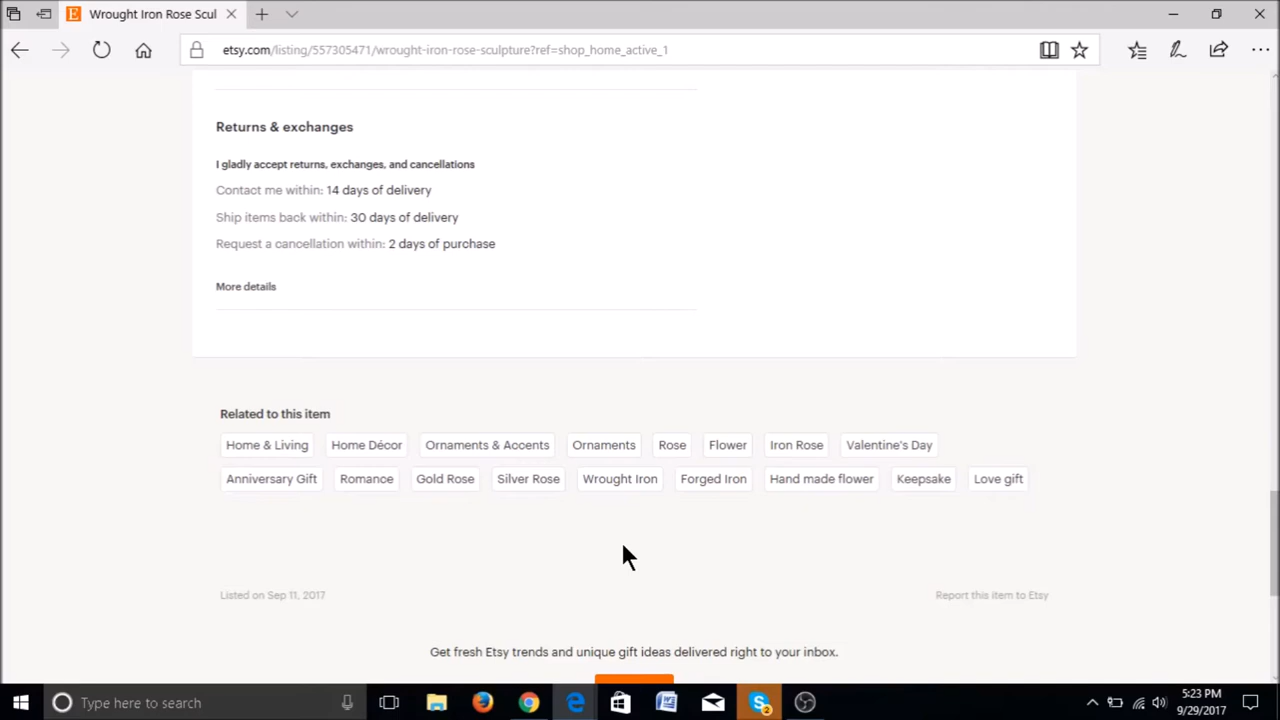 Wrought Iron Rose Scul
etsy.com/listing/557305471/wrought-iron-rose-sculpture?ref=shop_home_active_1
Returns & exchanges
I gladly accept returns, exchanges, and cancellations
Contact me within: 14 days of delivery
Ship items back within: 30 days of delivery
Request a cancellation within: 2 days of purchase
More details
Related to this item
Home & Living Home Décor Ornaments & Accents Ornaments Rose Flower Iron Rose Valentine's Day
Anniversary Gift Romance Gold Rose Silver Rose Wrought Iron Forged Iron Hand made flower Keepsake Love gift
Listed on Sep 11, 2017 Report this item to Etsy
Get fresh Etsy trends and unique gift ideas delivered right to your inbox.
Type here to search
5:23 PM
9/29/2017